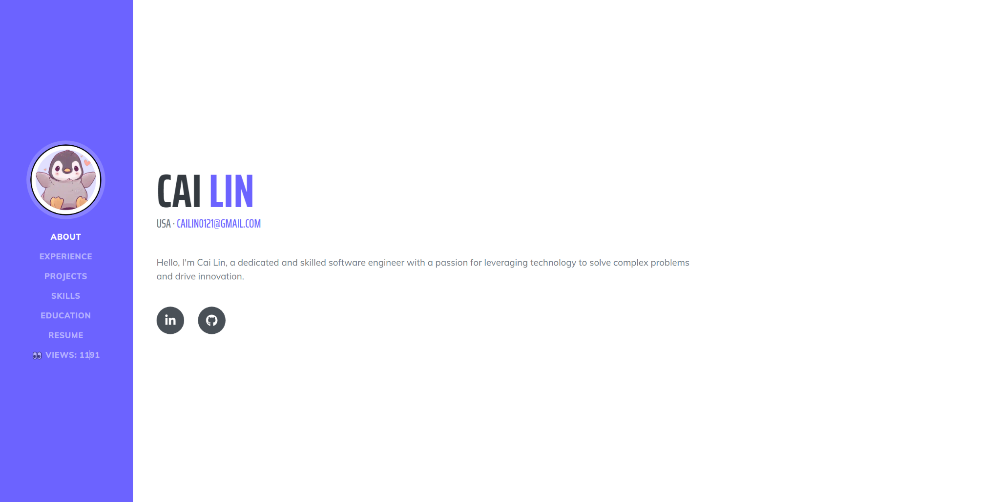 ABOUT
EXPERIENCE
PROJECTS
SKILLS
EDUCATION
RESUME
👀 VIEWS: 1191
CAI LIN
USA · CAILIN0121@GMAIL.COM
Hello, I'm Cai Lin, a dedicated and skilled software engineer with a passion for leveraging technology to solve complex problems
and drive innovation.
in